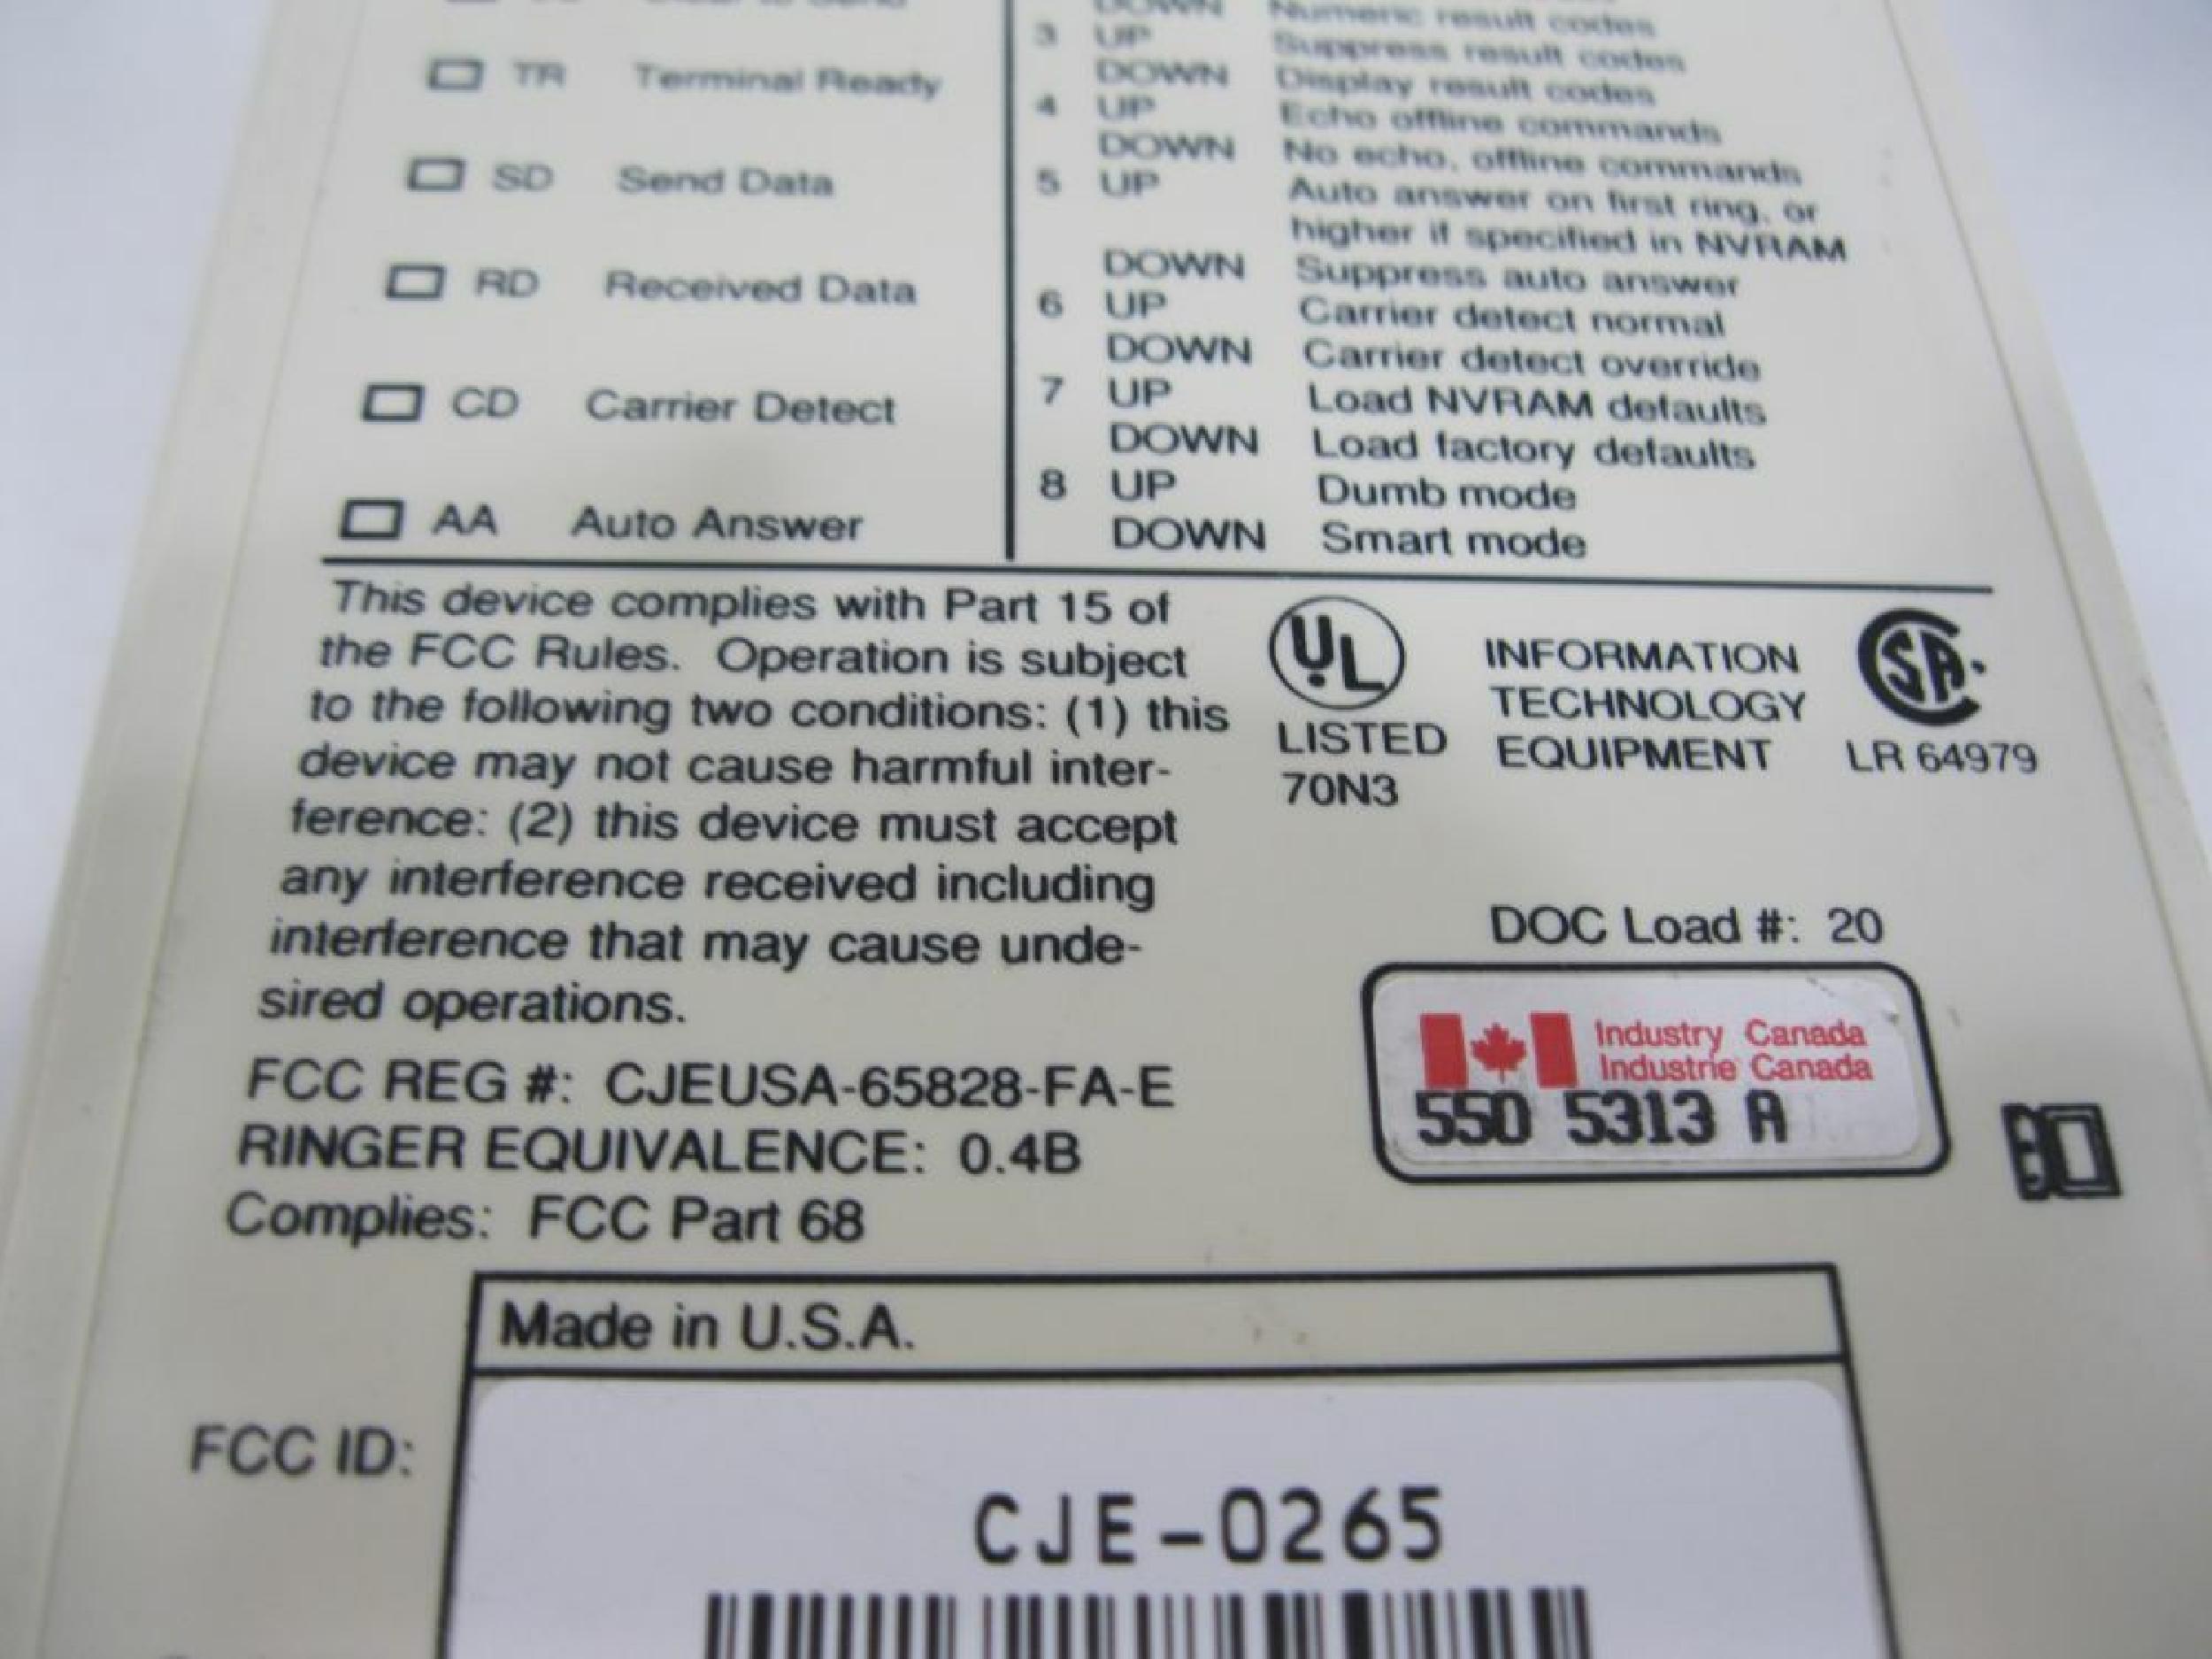 TR Terminal Ready
SD Send Data
RD Received Data
CD Carrier Detect
AA Auto Answer
DOWN Numeric result codes
3 UP Suppress result codes
DOWN Display result codes
4 UP Echo offline commands
DOWN No echo, offline commands
5 UP Auto answer on first ring, or
higher if specified in NVRAM
DOWN Suppress auto answer
6 UP Carrier detect normal
DOWN Carrier detect override
7 UP Load NVRAM defaults
DOWN Load factory defaults
8 UP Dumb mode
DOWN Smart mode
This device complies with Part 15 of
the FCC Rules. Operation is subject
to the following two conditions: (1) this
device may not cause harmful inter-
ference: (2) this device must accept
any interference received including
interference that may cause unde-
sired operations.
FCC REG #: CJEUSA-65828-FA-E
RINGER EQUIVALENCE: 0.4B
Complies: FCC Part 68
UL
LISTED
70N3
INFORMATION
TECHNOLOGY
EQUIPMENT
SA
LR 64979
DOC Load #: 20
Industry Canada
Industrie Canada
550 5313 A
Made in U.S.A.
FCC ID:
CJE-0265